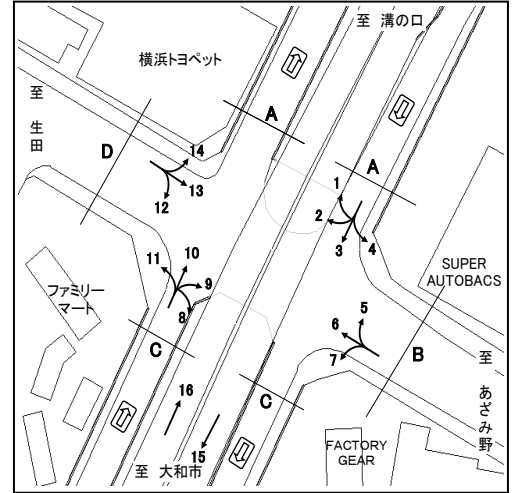 至 溝の口
横浜トヨペット
至 生田
A
D
14
13
12
A
1
2
3
4
SUPER
AUTOBACS
11
10
9
8
ファミリー
マート
5
6
7
B
C
至 あざみ野
16
C
15
FACTORY
GEAR
至 大和市